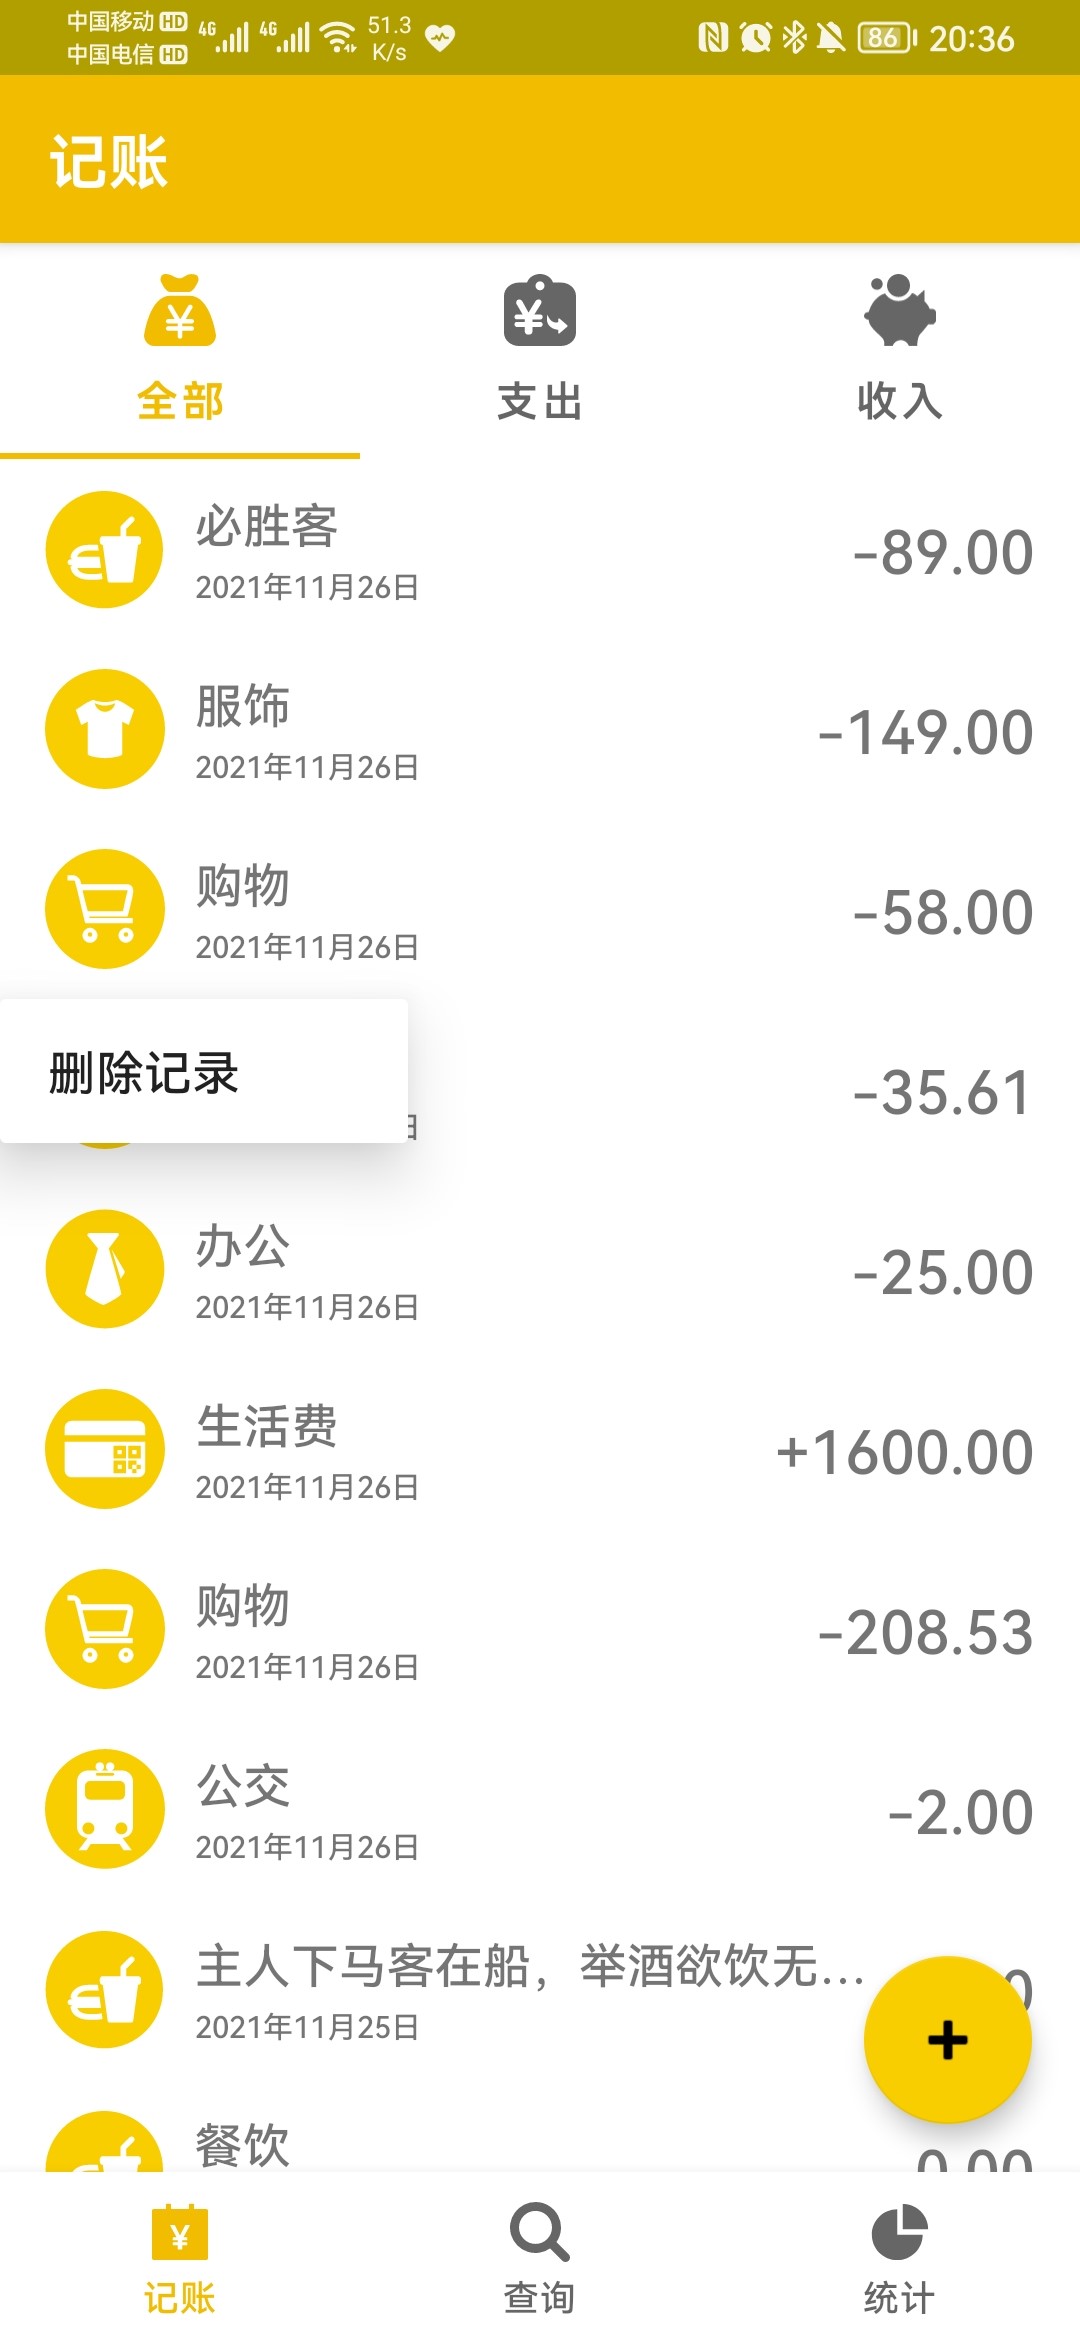 中国移动 HD 4G 4G 51.3 K/s 86 20:36
中国电信 HD
记账
全部 支出 收入
必胜客
2021年11月26日
-89.00
服饰
2021年11月26日
-149.00
购物
2021年11月26日
-58.00
删除记录
日
-35.61
办公
2021年11月26日
-25.00
生活费
2021年11月26日
+1600.00
购物
2021年11月26日
-208.53
公交
2021年11月26日
-2.00
主人下马客在船，举酒欲饮无...
2021年11月25日
0
餐饮
0.00
记账 查询 统计